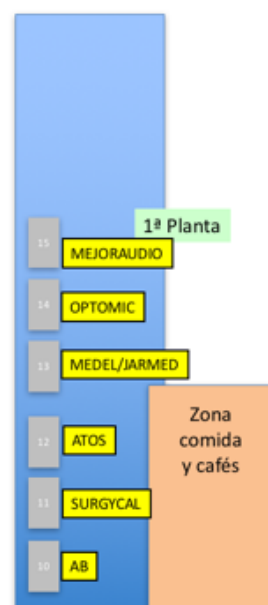 1ª Planta
15
MEJORAUDIO
14
OPTOMIC
13
MEDEL/JARMED
Zona
comida
y cafés
12
ATOS
11
SURGYCAL
10
AB